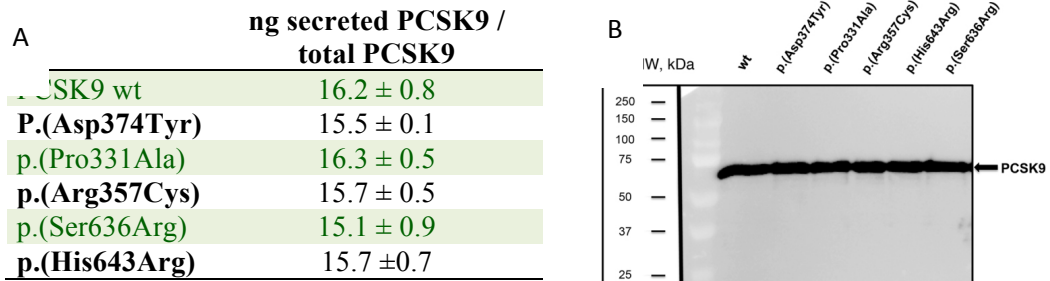 A
ng secreted PCSK9 /
total PCSK9
CSK9 wt 16.2 ± 0.8
P.(Asp374Tyr) 15.5 ± 0.1
p.(Pro331Ala) 16.3 ± 0.5
p.(Arg357Cys) 15.7 ± 0.5
p.(Ser636Arg) 15.1 ± 0.9
p.(His643Arg) 15.7 ±0.7
B
W, kDa
wt
p.(Asp374Tyr)
p.(Pro331Ala)
p.(Arg357Cys)
p.(His643Arg)
p.(Ser636Arg)
250
150
100
75
50
37
25
PCSK9